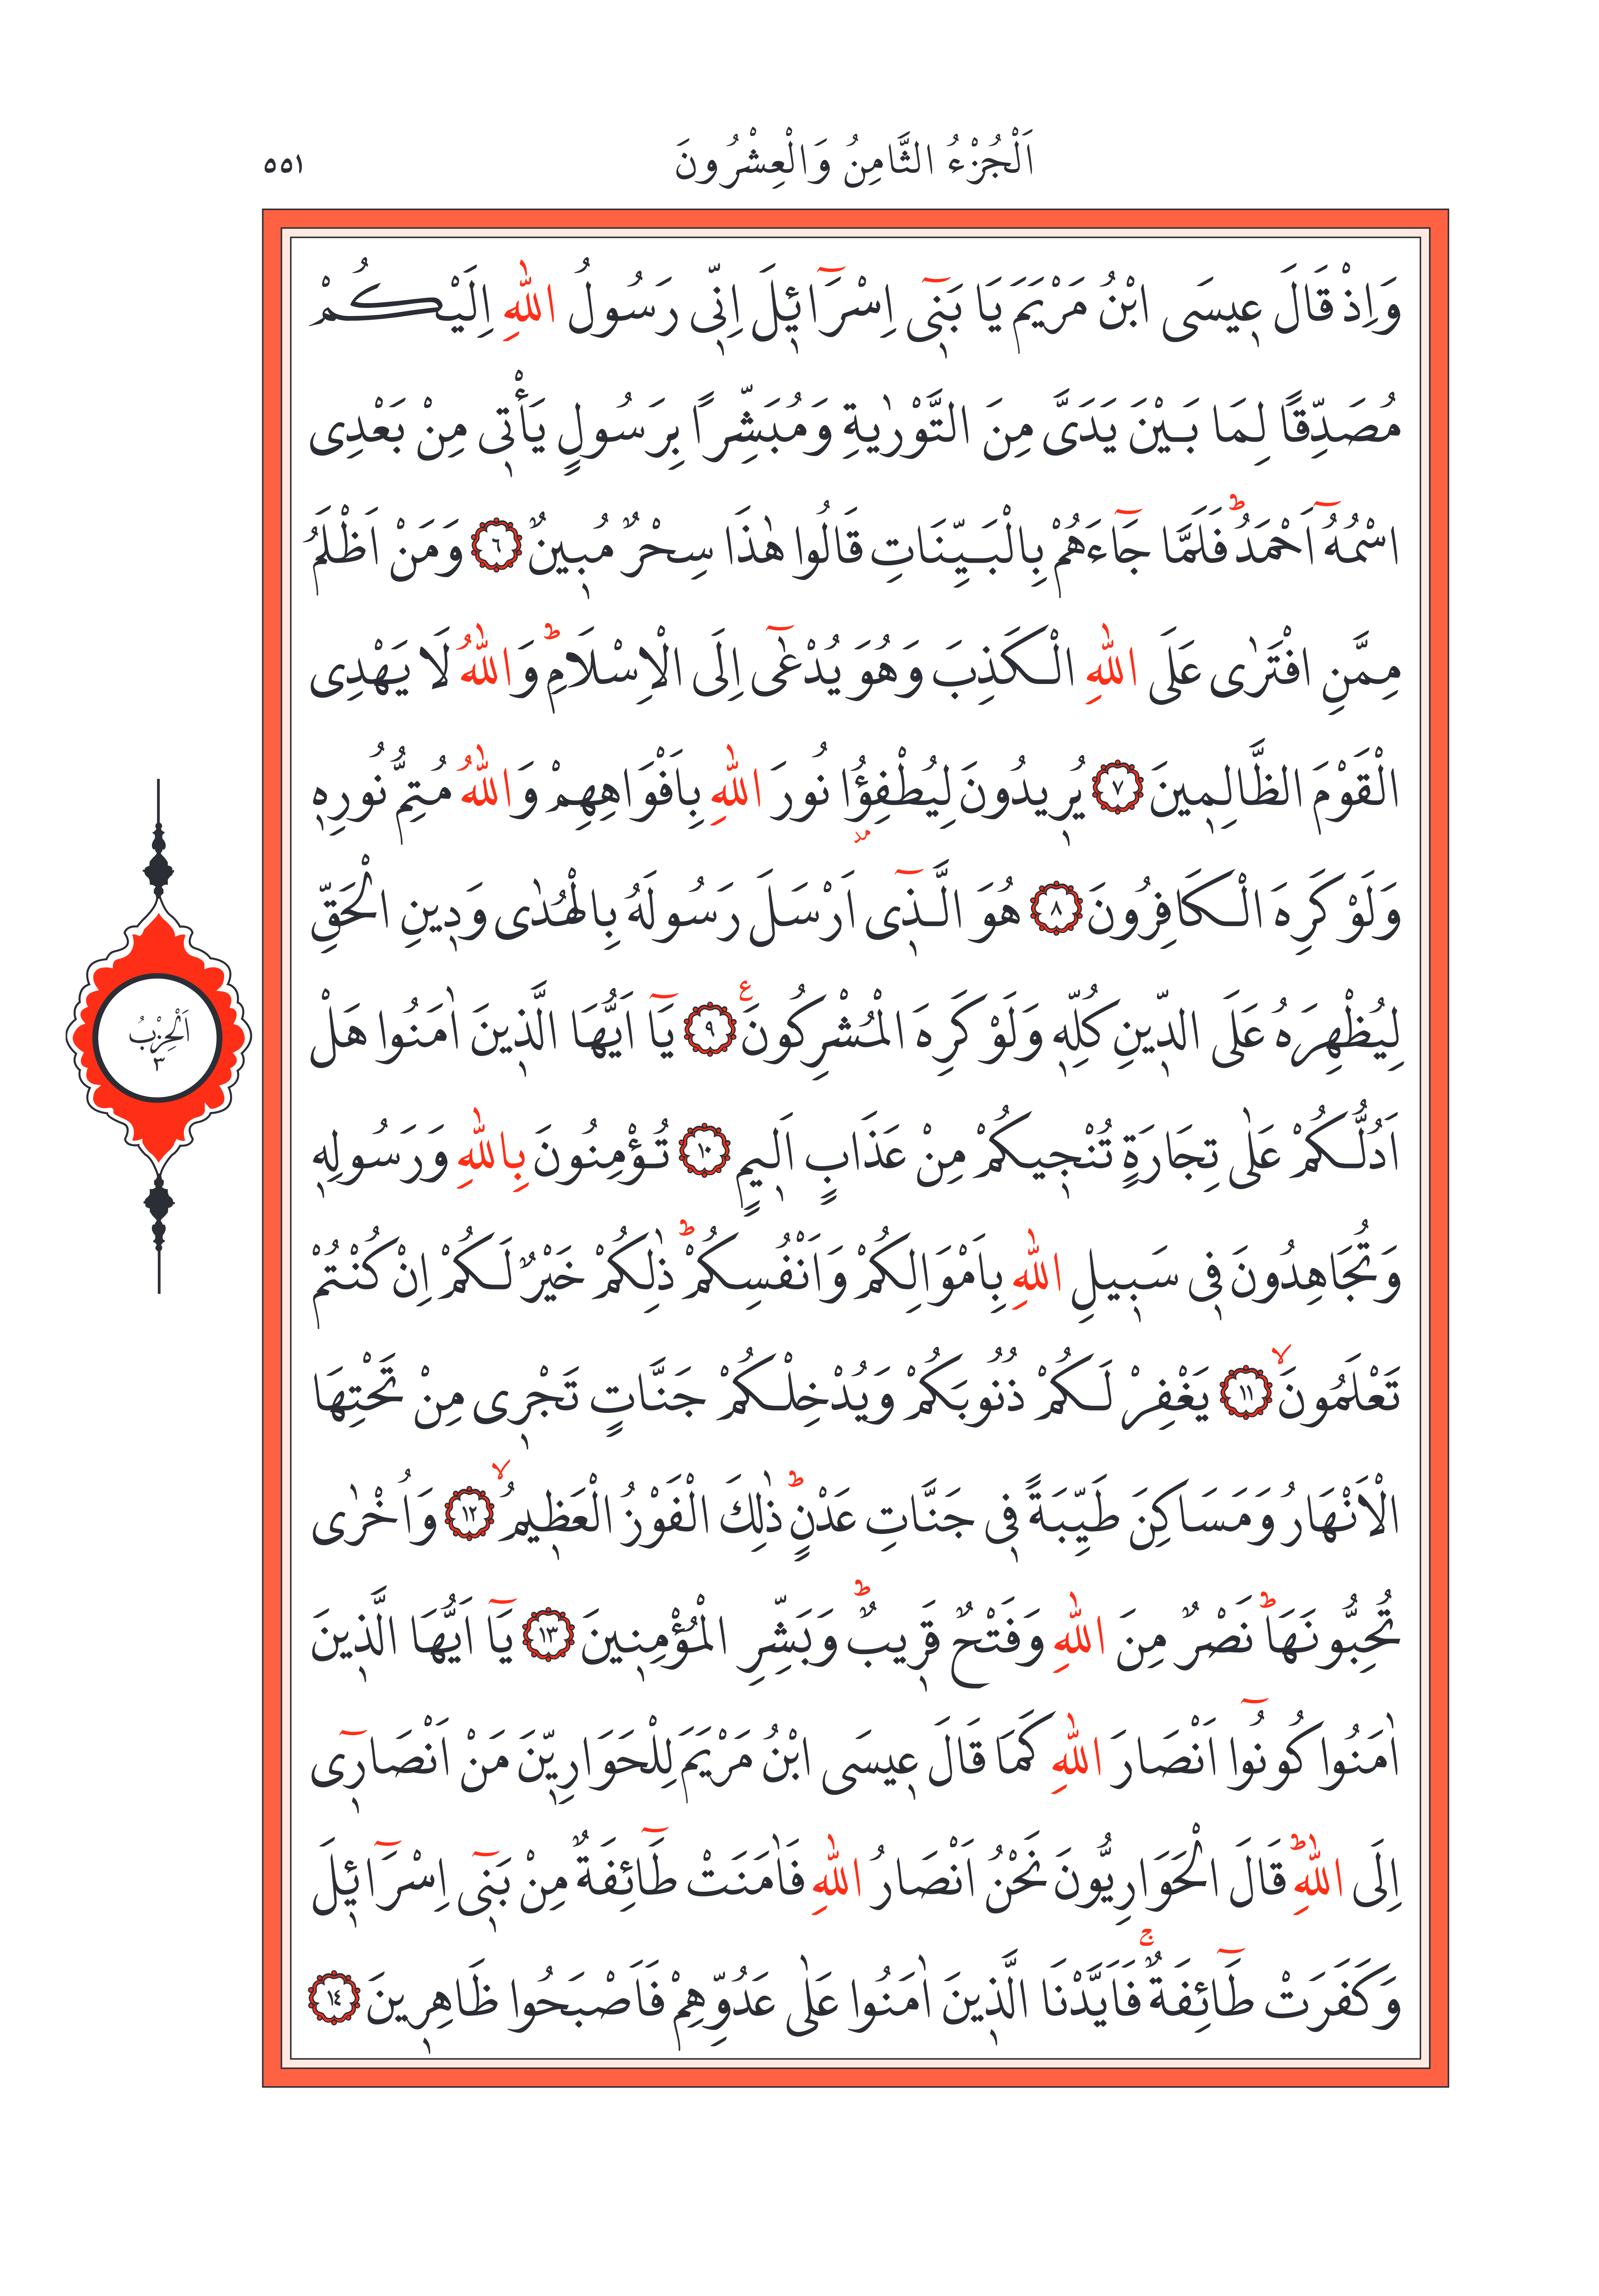 اَلْجُزْءُ الثَّامِنُ وَالْعِشْرُونَ
٥٥١
وَاِذْ قَالَ ع۪يسَى ابْنُ مَرْيَمَ يَا بَن۪ٓي اِسْرَٓائ۪لَ اِنّ۪ي رَسُولُ اللّٰهِ اِلَيْكُمْ
مُصَدِّقًا لِمَا بَيْنَ يَدَيَّ مِنَ التَّوْرٰيةِ وَمُبَشِّرًا بِرَسُولٍ يَأْت۪ي مِنْ بَعْدِي
اسْمُهُٓ اَحْمَدُۜ فَلَمَّا جَٓاءَهُمْ بِالْبَيِّنَاتِ قَالُوا هٰذَا سِحْرٌ مُب۪ينٌ ﴿٦﴾ وَمَنْ اَظْلَمُ
مِمَّنِ افْتَرٰى عَلَى اللّٰهِ الْكَذِبَ وَهُوَ يُدْعٰٓى اِلَى الْاِسْلَامِۜ وَاللّٰهُ لَا يَهْدِي
الْقَوْمَ الظَّالِم۪ينَ ﴿٧﴾ يُر۪يدُونَ لِيُطْفِؤُ۫ا نُورَ اللّٰهِ بِاَفْوَاهِهِمْ وَاللّٰهُ مُتِمُّ نُورِه۪
وَلَوْ كَرِهَ الْكَافِرُونَ ﴿٨﴾ هُوَ الَّذ۪ٓي اَرْسَلَ رَسُولَهُ بِالْهُدٰى وَد۪ينِ الْحَقِّ
لِيُظْهِرَهُ عَلَى الدّ۪ينِ كُلِّه۪ وَلَوْ كَرِهَ الْمُشْرِكُونَ۟ ﴿٩﴾ يَٓا اَيُّهَا الَّذ۪ينَ اٰمَنُوا هَلْ
اَدُلُّكُمْ عَلٰى تِجَارَةٍ تُنْج۪يكُمْ مِنْ عَذَابٍ اَل۪يمٍ ﴿١٠﴾ تُؤْمِنُونَ بِاللّٰهِ وَرَسُولِه۪
وَتُجَاهِدُونَ ف۪ي سَب۪يلِ اللّٰهِ بِاَمْوَالِكُمْ وَاَنْفُسِكُمْۜ ذٰلِكُمْ خَيْرٌ لَكُمْ اِنْ كُنْتُمْ
تَعْلَمُونَۙ ﴿١١﴾ يَغْفِرْ لَكُمْ ذُنُوبَكُمْ وَيُدْخِلْكُمْ جَنَّاتٍ تَجْر۪ي مِنْ تَحْتِهَا
الْاَنْهَارُ وَمَسَاكِنَ طَيِّبَةً ف۪ي جَنَّاتِ عَدْنٍۜ ذٰلِكَ الْفَوْزُ الْعَظ۪يمُۙ ﴿١٢﴾ وَاُخْرٰى
تُحِبُّونَهَاۜ نَصْرٌ مِنَ اللّٰهِ وَفَتْحٌ قَر۪يبٌۜ وَبَشِّرِ الْمُؤْمِن۪ينَ ﴿١٣﴾ يَٓا اَيُّهَا الَّذ۪ينَ
اٰمَنُوا كُونُٓوا اَنْصَارَ اللّٰهِ كَمَا قَالَ ع۪يسَى ابْنُ مَرْيَمَ لِلْحَوَارِيّ۪نَ مَنْ اَنْصَار۪ٓي
اِلَى اللّٰهِۜ قَالَ الْحَوَارِيُّونَ نَحْنُ اَنْصَارُ اللّٰهِ فَاٰمَنَتْ طَٓائِفَةٌ مِنْ بَن۪ٓي اِسْرَٓائ۪لَ
وَكَفَرَتْ طَٓائِفَةٌۚ فَاَيَّدْنَا الَّذ۪ينَ اٰمَنُوا عَلٰى عَدُوِّهِمْ فَاَصْبَحُوا ظَاهِر۪ينَ ﴿١٤﴾
اَلْحِزْبُ
٣